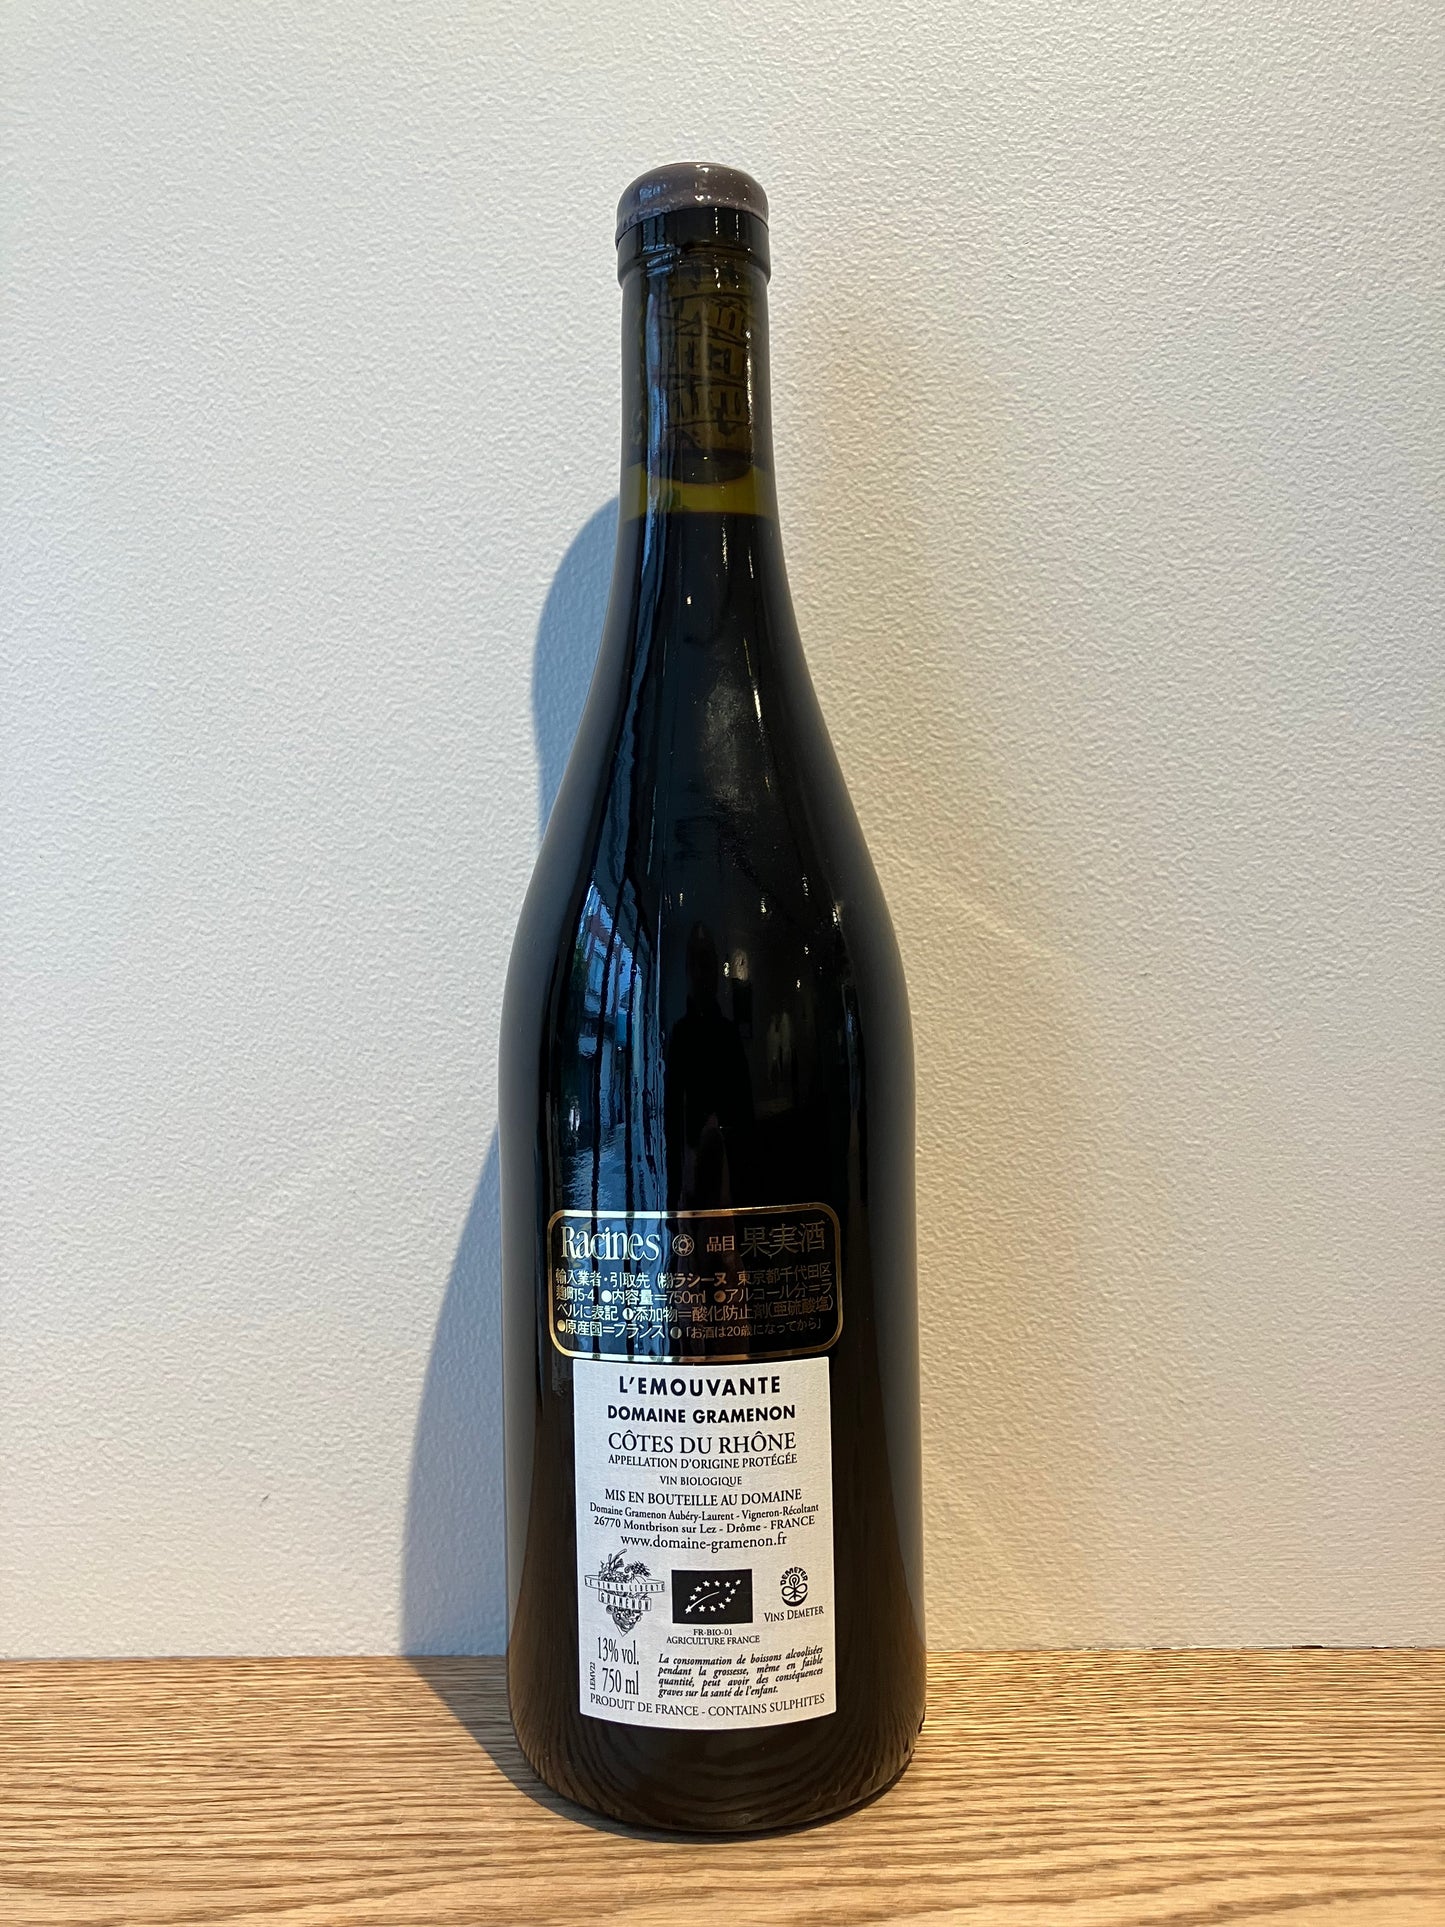 Racines 品目 果実酒
輸入業者・引取先 ㈱ラシーヌ 東京都千代田区
麹町5-4 ●内容量=750ml ●アルコール分=ラ
ベルに表記 ●添加物=酸化防止剤(亜硫酸塩)
●原産国=フランス ●「お酒は20歳になってから」
L'EMOUVANTE
DOMAINE GRAMENON
CÔTES DU RHÔNE
APPELLATION D'ORIGINE PROTÉGÉE
VIN BIOLOGIQUE
MIS EN BOUTEILLE AU DOMAINE
Domaine Gramenon Aubéry-Laurent - Vigneron-Récoltant
26770 Montbrison sur Lez - Drôme - FRANCE
www.domaine-gramenon.fr
LE VIN EN LIBERTÉ
GRAMENON
DEMETER
VINS DEMETER
FR-BIO-01
AGRICULTURE FRANCE
13% vol.
750 ml
LEMV22
La consommation de boissons alcoolisées
pendant la grossesse, même en faible
quantité, peut avoir des conséquences
graves sur la santé de l'enfant.
PRODUIT DE FRANCE - CONTAINS SULPHITES